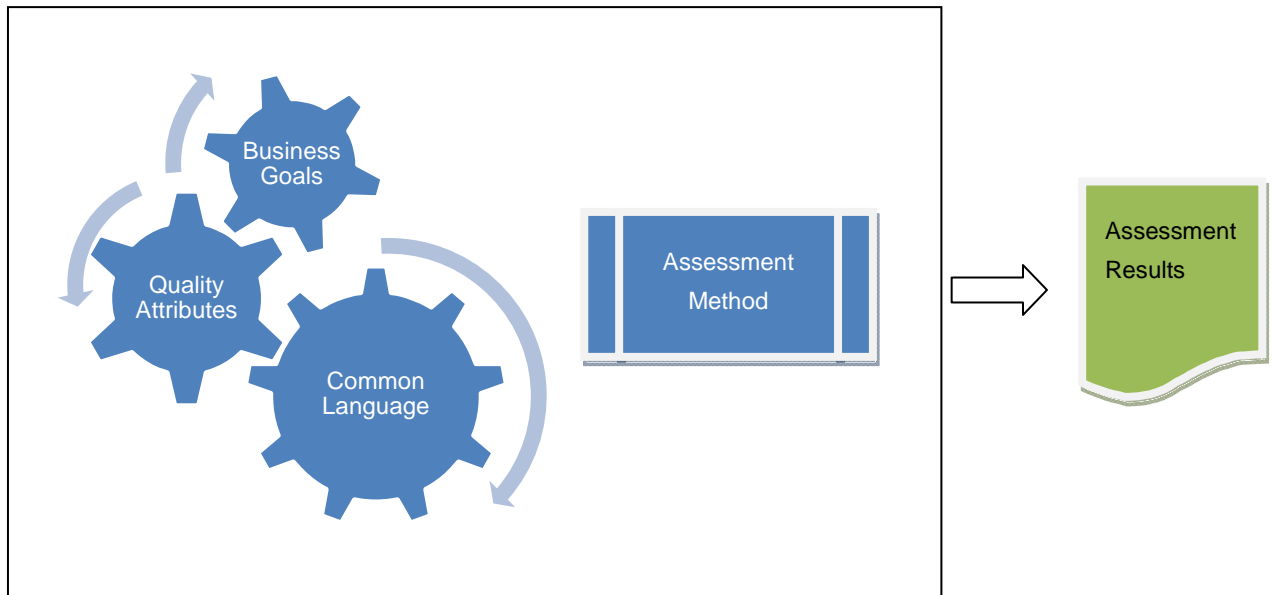 Business
Goals
Quality
Attributes
Common
Language
Assessment
Method
Assessment
Results